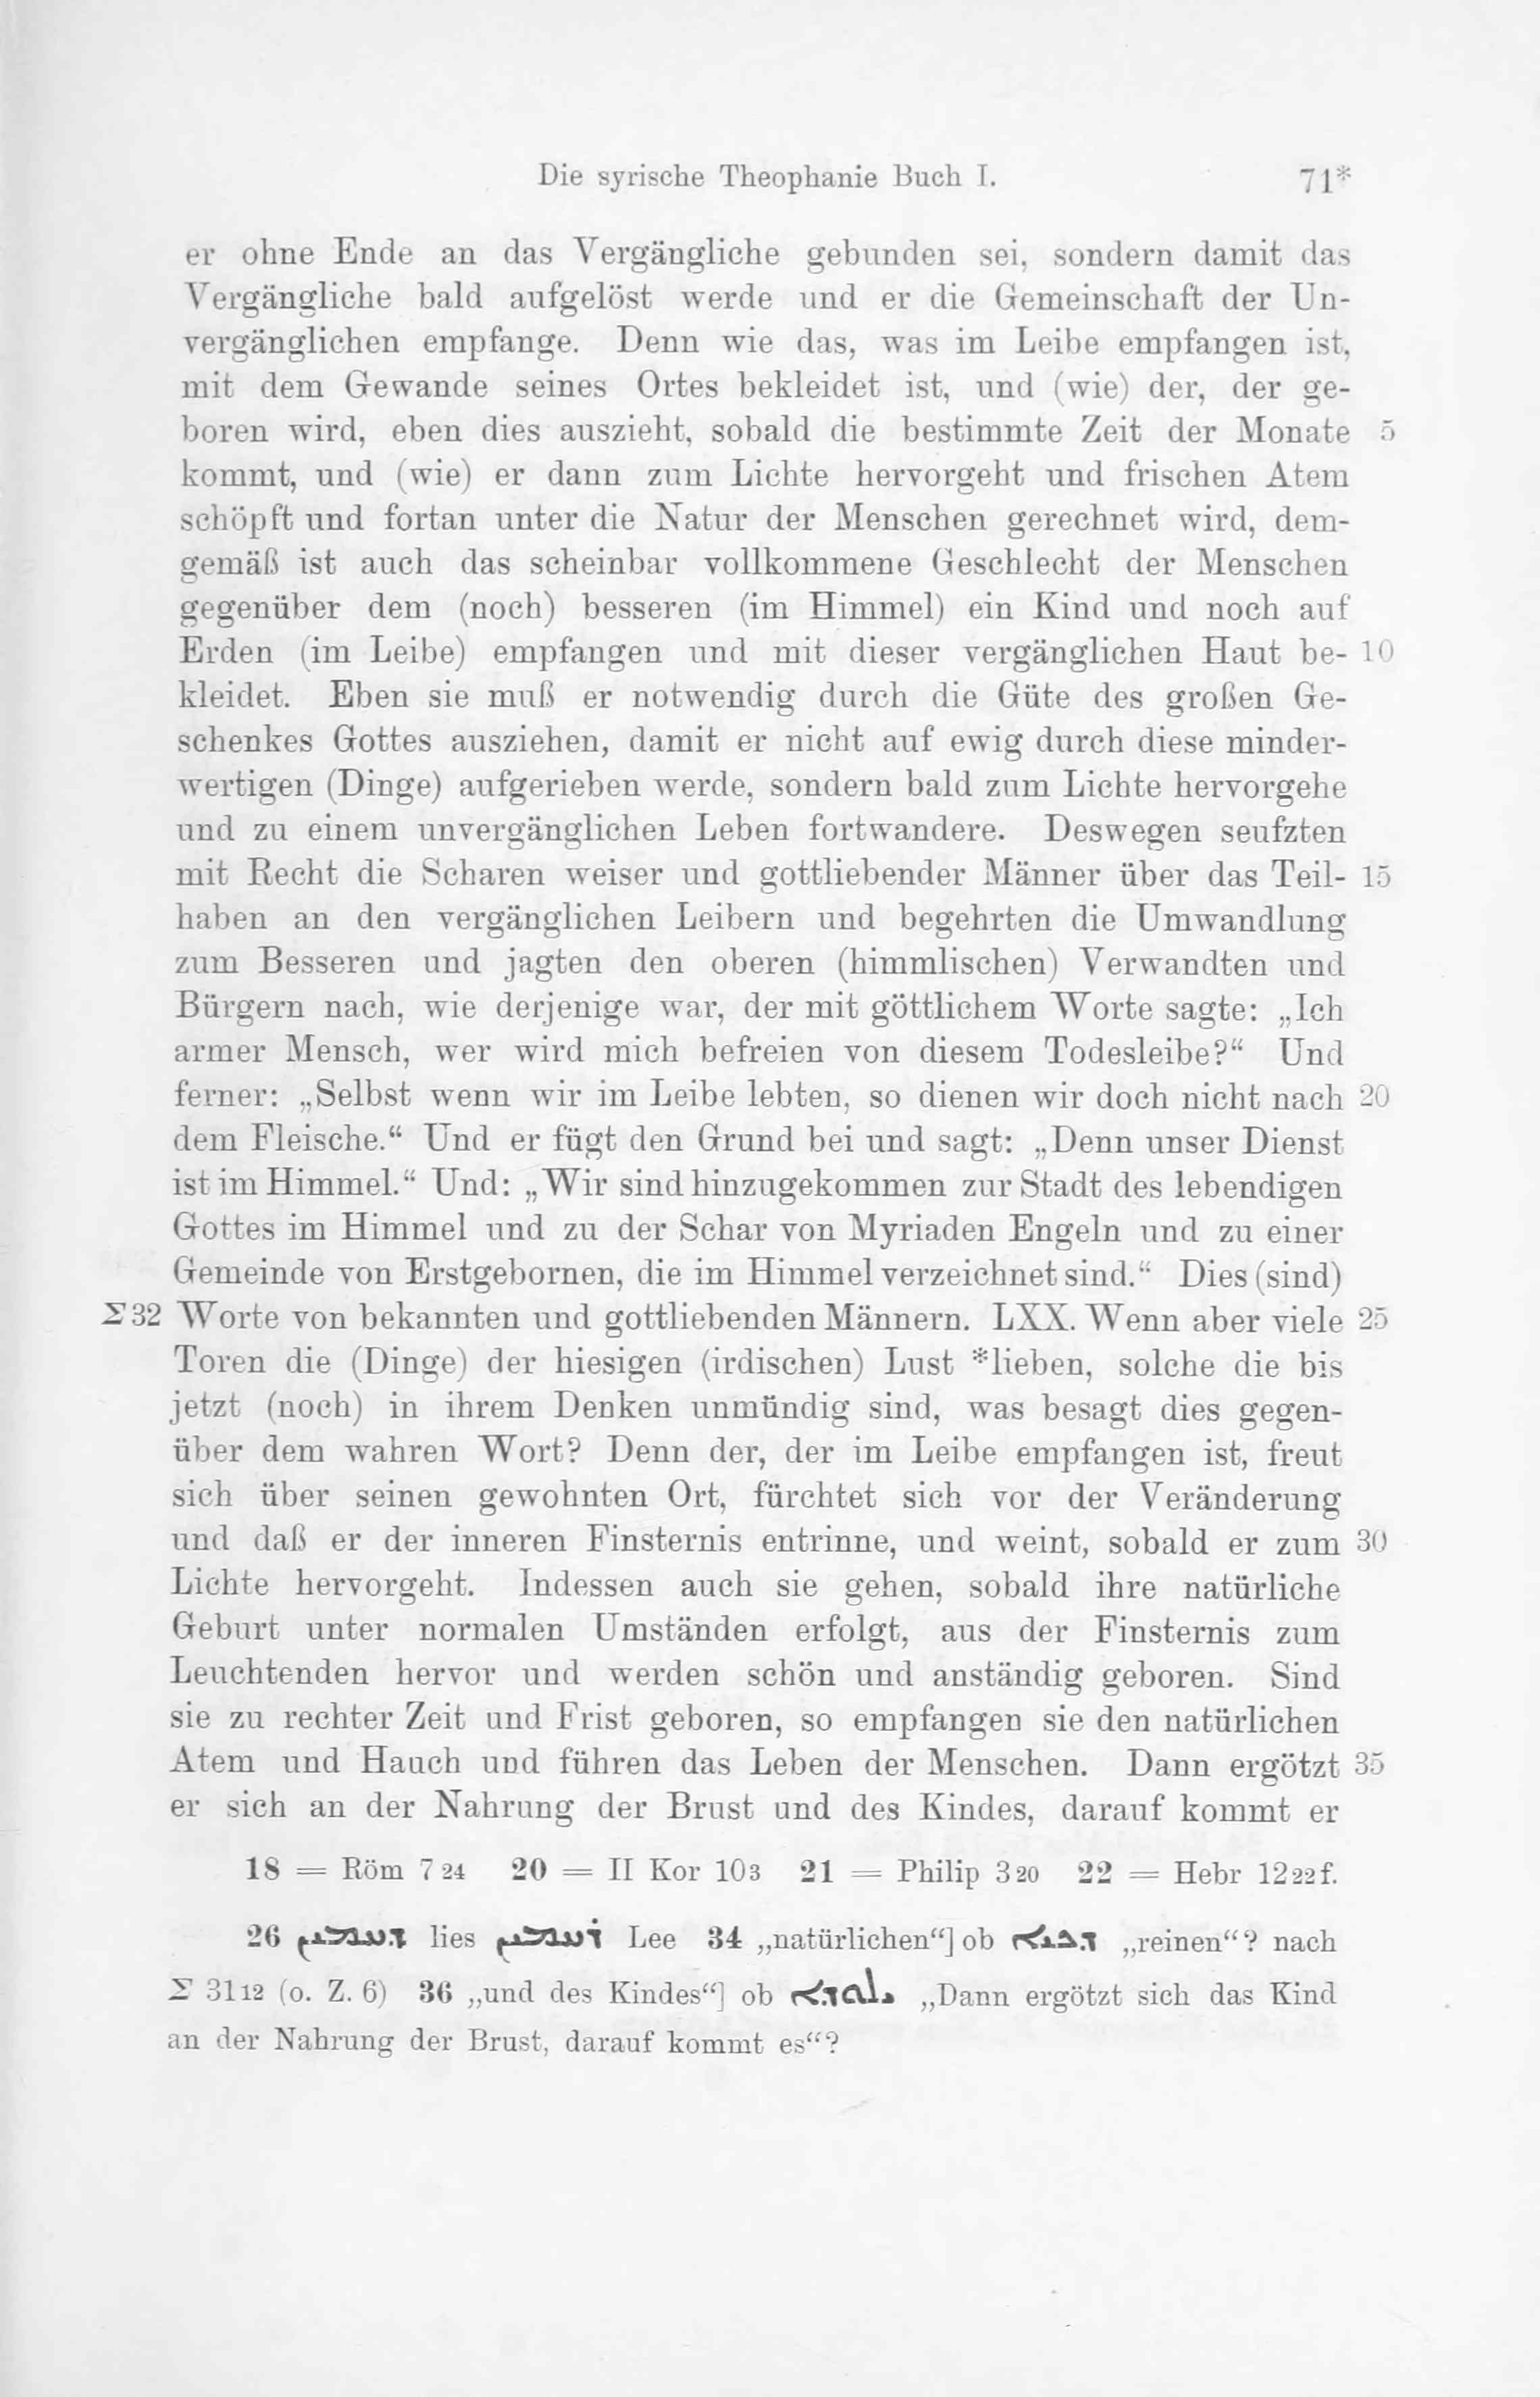 Die syrische Theophanie Buch I. 71*
er ohne Ende an das Vergängliche gebunden sei, sondern damit das
Vergängliche bald aufgelöst werde und er die Gemeinschaft der Un-
vergänglichen empfange. Denn wie das, was im Leibe empfangen ist,
mit dem Gewande seines Ortes bekleidet ist, und (wie) der, der ge-
boren wird, eben dies auszieht, sobald die bestimmte Zeit der Monate 5
kommt, und (wie) er dann zum Lichte hervorgeht und frischen Atem
schöpft und fortan unter die Natur der Menschen gerechnet wird, dem-
gemäß ist auch das scheinbar vollkommene Geschlecht der Menschen
gegenüber dem (noch) besseren (im Himmel) ein Kind und noch auf
Erden (im Leibe) empfangen und mit dieser vergänglichen Haut be- 10
kleidet. Eben sie muß er notwendig durch die Güte des großen Ge-
schenkes Gottes ausziehen, damit er nicht auf ewig durch diese minder-
wertigen (Dinge) aufgerieben werde, sondern bald zum Lichte hervorgehe
und zu einem unvergänglichen Leben fortwandere. Deswegen seufzten
mit Recht die Scharen weiser und gottliebender Männer über das Teil- 15
haben an den vergänglichen Leibern und begehrten die Umwandlung
zum Besseren und jagten den oberen (himmlischen) Verwandten und
Bürgern nach, wie derjenige war, der mit göttlichem Worte sagte: „Ich
armer Mensch, wer wird mich befreien von diesem Todesleibe?“ Und
ferner: „Selbst wenn wir im Leibe lebten, so dienen wir doch nicht nach 20
dem Fleische.“ Und er fügt den Grund bei und sagt: „Denn unser Dienst
ist im Himmel.“ Und: „Wir sind hinzugekommen zur Stadt des lebendigen
Gottes im Himmel und zu der Schar von Myriaden Engeln und zu einer
Gemeinde von Erstgebornen, die im Himmel verzeichnet sind.“ Dies (sind)
Σ 32 Worte von bekannten und gottliebenden Männern. LXX. Wenn aber viele 25
Toren die (Dinge) der hiesigen (irdischen) Lust *lieben, solche die bis
jetzt (noch) in ihrem Denken unmündig sind, was besagt dies gegen-
über dem wahren Wort? Denn der, der im Leibe empfangen ist, freut
sich über seinen gewohnten Ort, fürchtet sich vor der Veränderung
und daß er der inneren Finsternis entrinne, und weint, sobald er zum 30
Lichte hervorgeht. Indessen auch sie gehen, sobald ihre natürliche
Geburt unter normalen Umständen erfolgt, aus der Finsternis zum
Leuchtenden hervor und werden schön und anständig geboren. Sind
sie zu rechter Zeit und Frist geboren, so empfangen sie den natürlichen
Atem und Hauch und führen das Leben der Menschen. Dann ergötzt 35
er sich an der Nahrung der Brust und des Kindes, darauf kommt er
18 = Röm 7 24 20 = II Kor 10 3 21 = Philip 3 20 22 = Hebr 12 22 f.
26 lies Lee 34 „natürlichen“] ob ܕܟܝܐ „reinen“? nach
Σ 31 12 (o. Z. 6) 36 „und des Kindes“] ob ܝܠܘܕܐ „Dann ergötzt sich das Kind
an der Nahrung der Brust, darauf kommt es“?